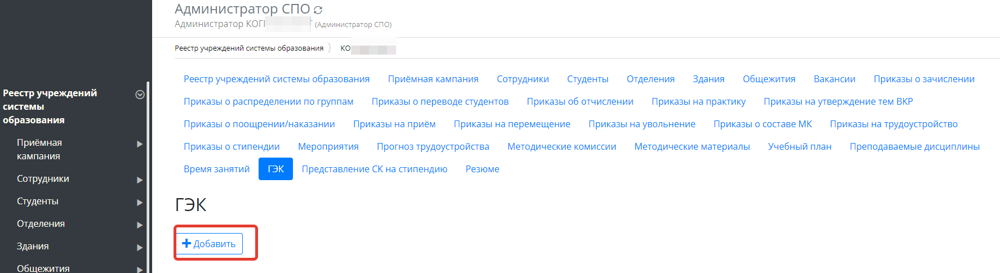 Администратор СПО
Администратор КОГ (Администратор СПО)
Реестр учреждений системы образования КО
Реестр учреждений системы образования Приёмная кампания Сотрудники Студенты Отделения Здания Общежития Вакансии Приказы о зачислении
Приказы о распределении по группам Приказы о переводе студентов Приказы об отчислении Приказы на практику Приказы на утверждение тем ВКР
Приказы о поощрении/наказании Приказы на приём Приказы на перемещение Приказы на увольнение Приказы о составе МК Приказы на трудоустройство
Приказы о стипендии Мероприятия Прогноз трудоустройства Методические комиссии Методические материалы Учебный план Преподаваемые дисциплины
Время занятий ГЭК Представление СК на стипендию Резюме
ГЭК
Добавить
Реестр учреждений
системы
образования
Приёмная
кампания
Сотрудники
Студенты
Отделения
Здания
Общежития